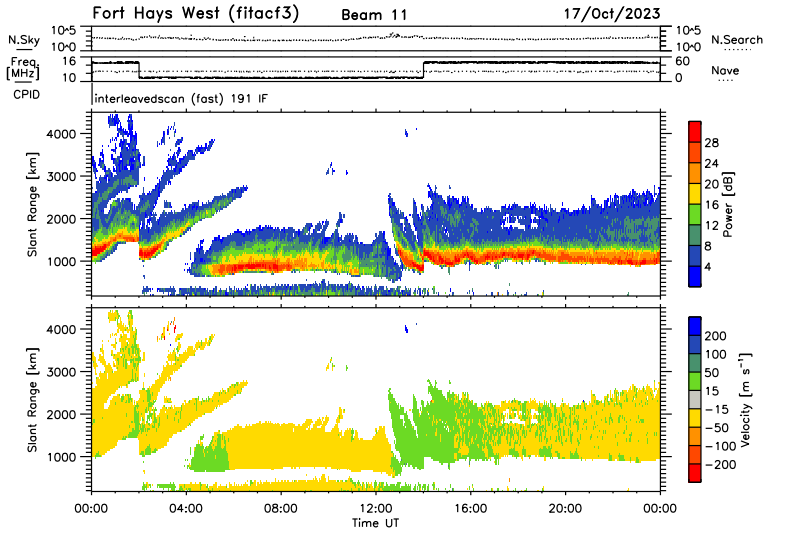 Fort Hays West (fitacf3) Beam 11 17/Oct/2023
N.Sky 10^5 10^5 N.Search
10^0 10^0
Freq. 16 60
[MHz] 10 0 Nave
CPID interleavedscan (fast) 191 IF
Slant Range [km]
4000
3000
2000
1000
28
24
20
16
12
8
4
Power [dB]
Slant Range [km]
4000
3000
2000
1000
200
100
50
15
-15
-50
-100
-200
Velocity [m s⁻¹]
00:00 04:00 08:00 12:00 16:00 20:00 00:00
Time UT